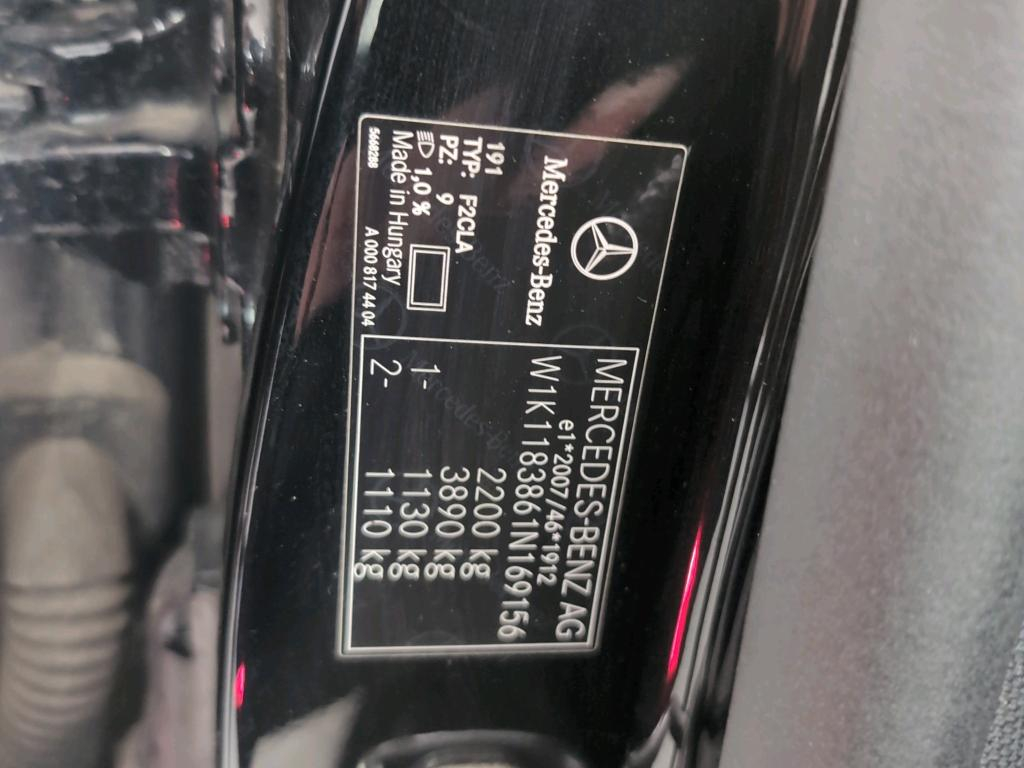 Mercedes-Benz
191
TYP: F2CLA
PZ: 9
1,0 %
Made in Hungary
5668288
A 000 817 44 04
MERCEDES-BENZ AG
e1*2007/46*1912
W1K1183861N169156
2200 kg
3890 kg
1- 1130 kg
2- 1110 kg